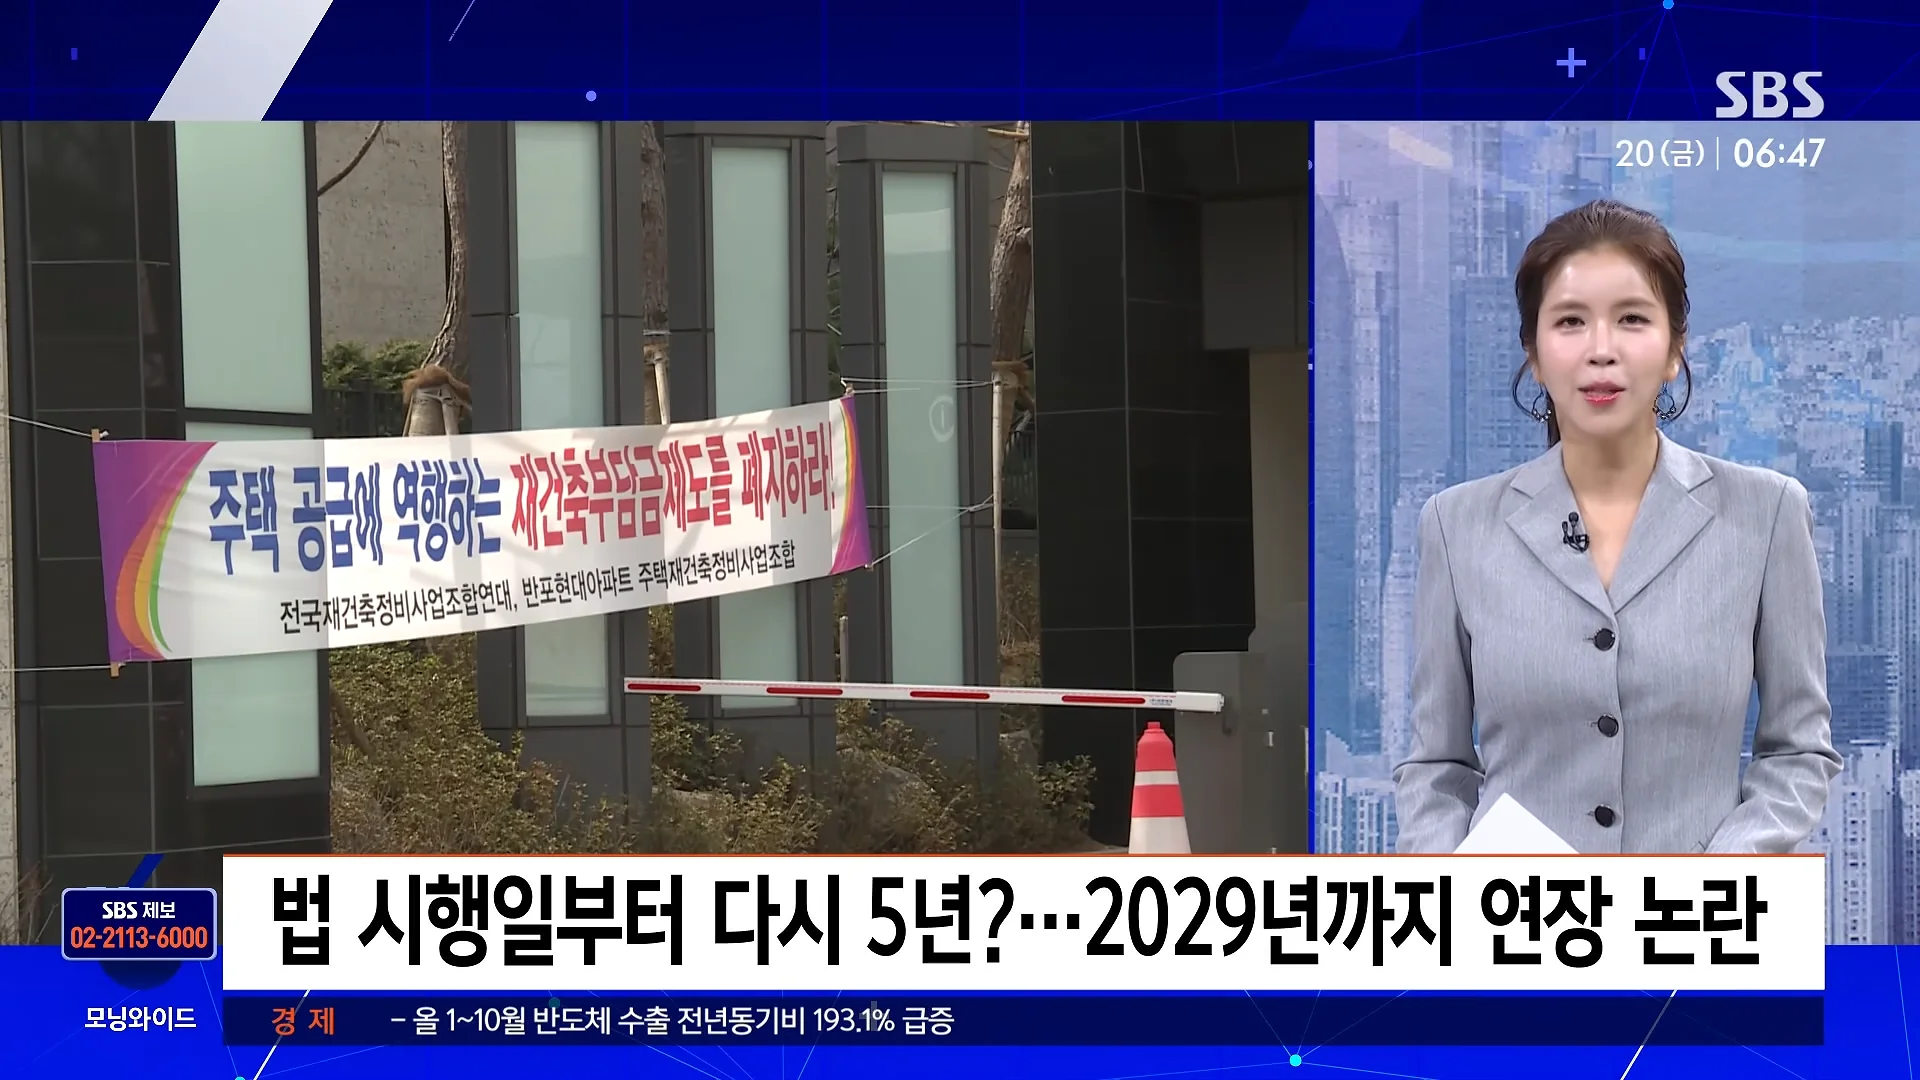 SBS
20(금) | 06:47
주택 공급에 역행하는 재건축부담금제도를 폐지하라!
전국재건축정비사업조합연대, 반포현대아파트 주택재건축정비사업조합
법 시행일부터 다시 5년?…2029년까지 연장 논란
SBS 제보
02-2113-6000
모닝와이드
경제 - 올 1~10월 반도체 수출 전년동기비 193.1% 급증